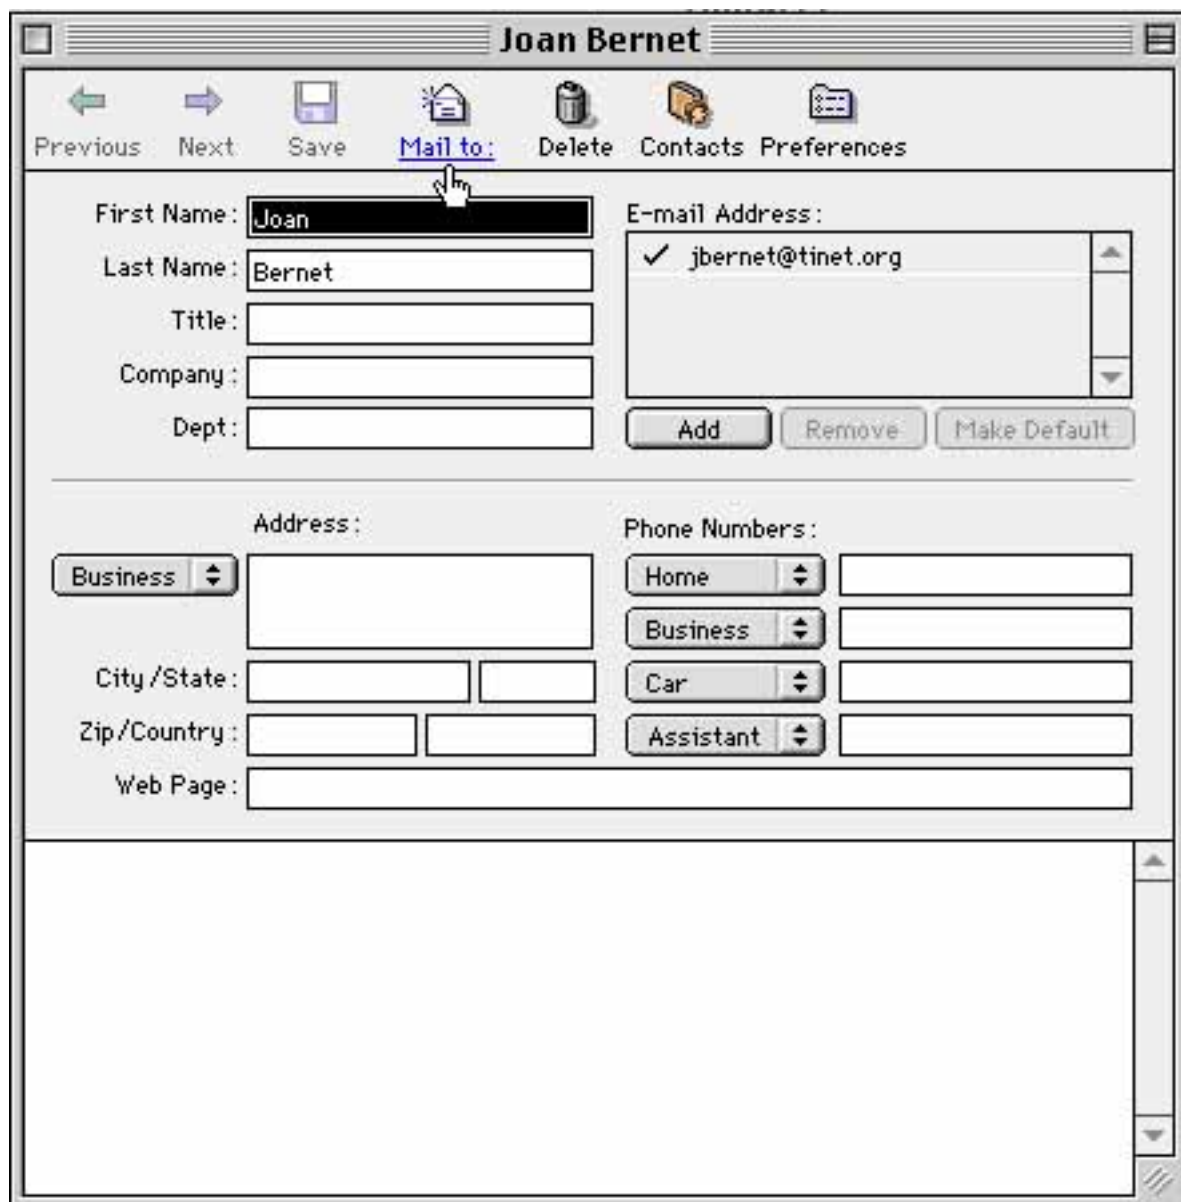 Joan Bernet
Previous Next Save Mail to: Delete Contacts Preferences
First Name: Joan
Last Name: Bernet
Title:
Company:
Dept:
E-mail Address:
✓ jbernet@tinet.org
Add Remove Make Default
Address:
Business
City/State:
Zip/Country:
Web Page:
Phone Numbers:
Home
Business
Car
Assistant